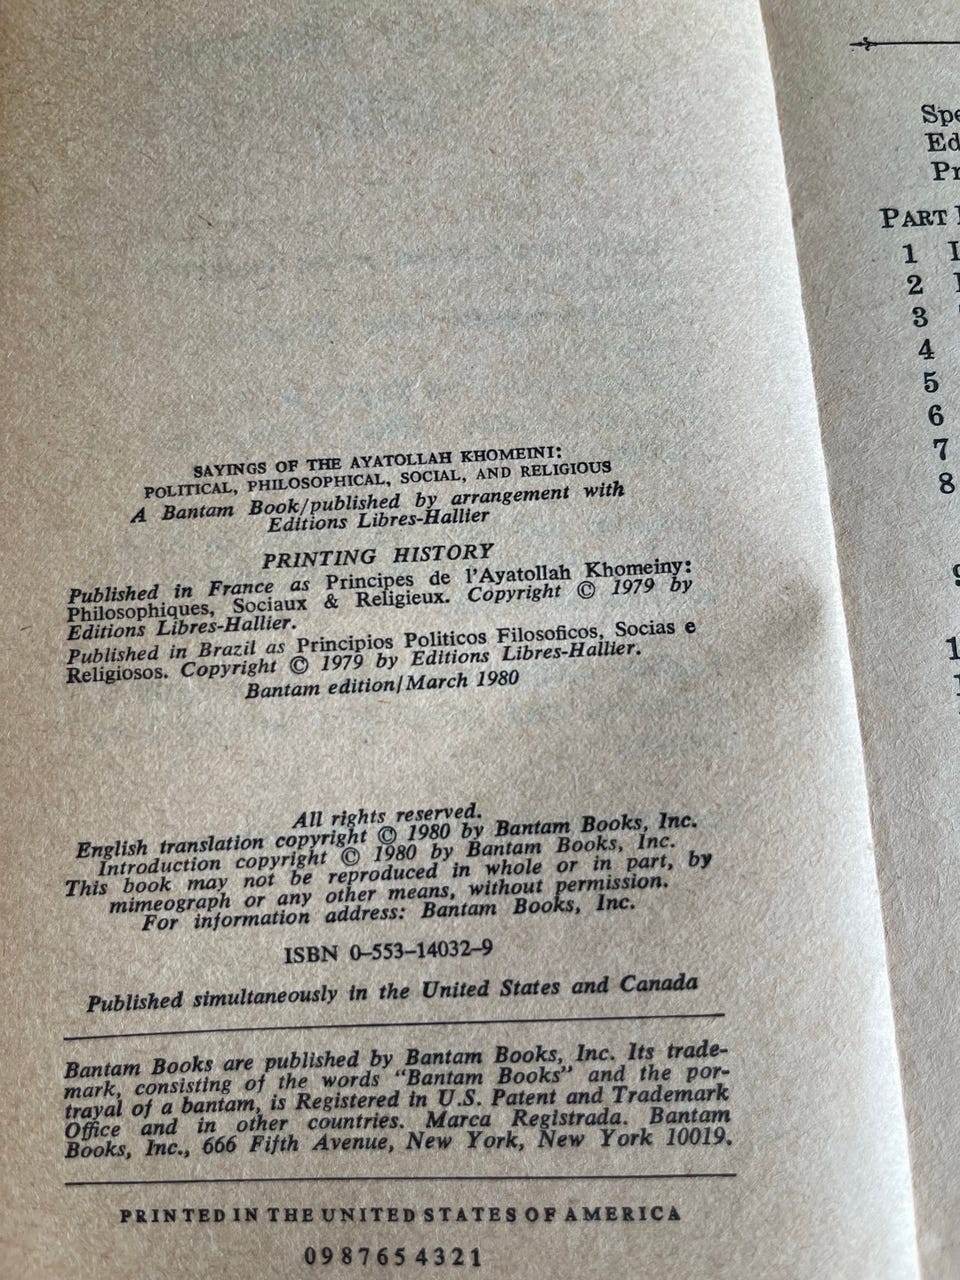 SAYINGS OF THE AYATOLLAH KHOMEINI:
POLITICAL, PHILOSOPHICAL, SOCIAL, AND RELIGIOUS
A Bantam Book/published by arrangement with
Editions Libres-Hallier
PRINTING HISTORY
Published in France as Principes de l'Ayatollah Khomeiny:
Philosophiques, Sociaux & Religieux. Copyright © 1979 by
Editions Libres-Hallier.
Published in Brazil as Principios Politicos Filosoficos, Socias e
Religiosos. Copyright © 1979 by Editions Libres-Hallier.
Bantam edition/March 1980
All rights reserved.
English translation copyright © 1980 by Bantam Books, Inc.
Introduction copyright © 1980 by Bantam Books, Inc.
This book may not be reproduced in whole or in part, by
mimeograph or any other means, without permission.
For information address: Bantam Books, Inc.
ISBN 0-553-14032-9
Published simultaneously in the United States and Canada
Bantam Books are published by Bantam Books, Inc. Its trade-
mark, consisting of the words "Bantam Books" and the por-
trayal of a bantam, is Registered in U.S. Patent and Trademark
Office and in other countries. Marca Registrada. Bantam
Books, Inc., 666 Fifth Avenue, New York, New York 10019.
PRINTED IN THE UNITED STATES OF AMERICA
0 9 8 7 6 5 4 3 2 1
Spe
Ed
Pr
PART
1
2
3
4
5
6
7
8